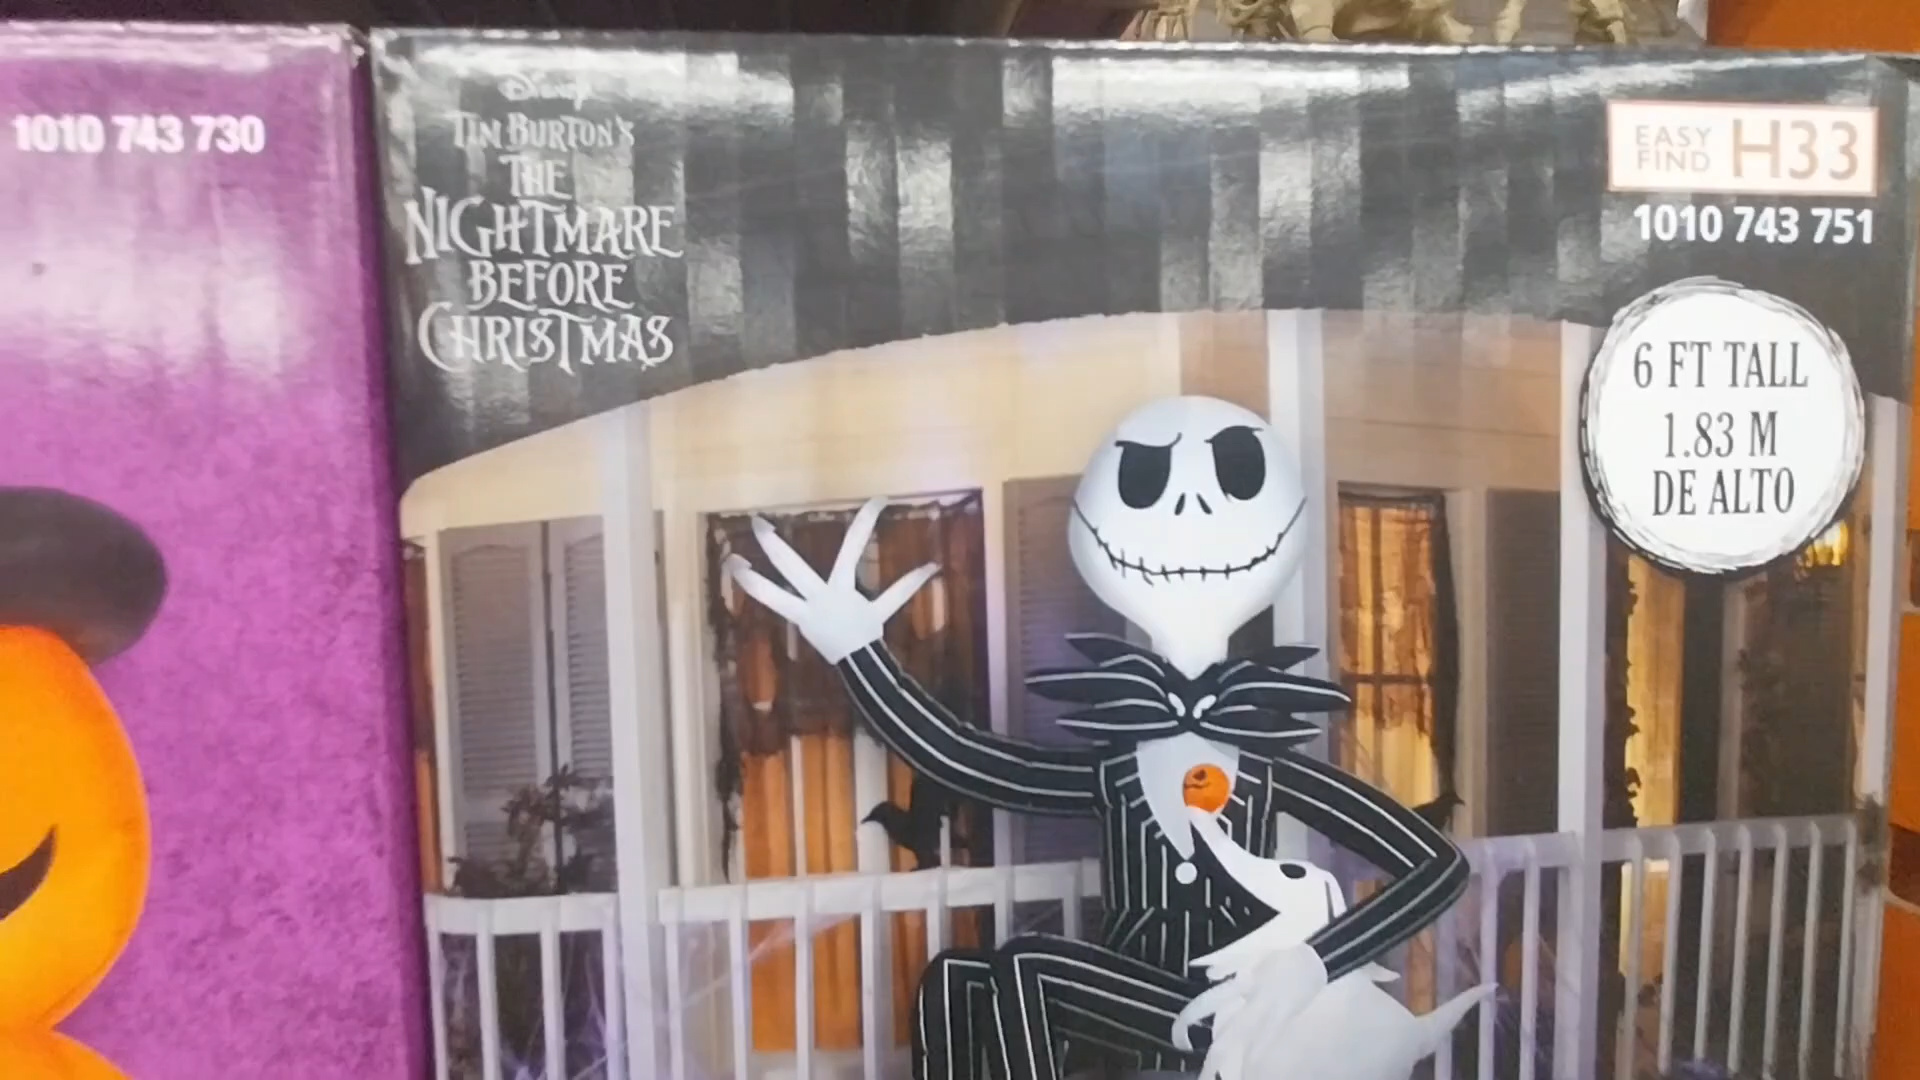 1010 743 730
Disney
TIM BURTON'S
THE
NIGHTMARE
BEFORE
CHRISTMAS
EASY
FIND
H33
1010 743 751
6 FT TALL
1.83 M
DE ALTO